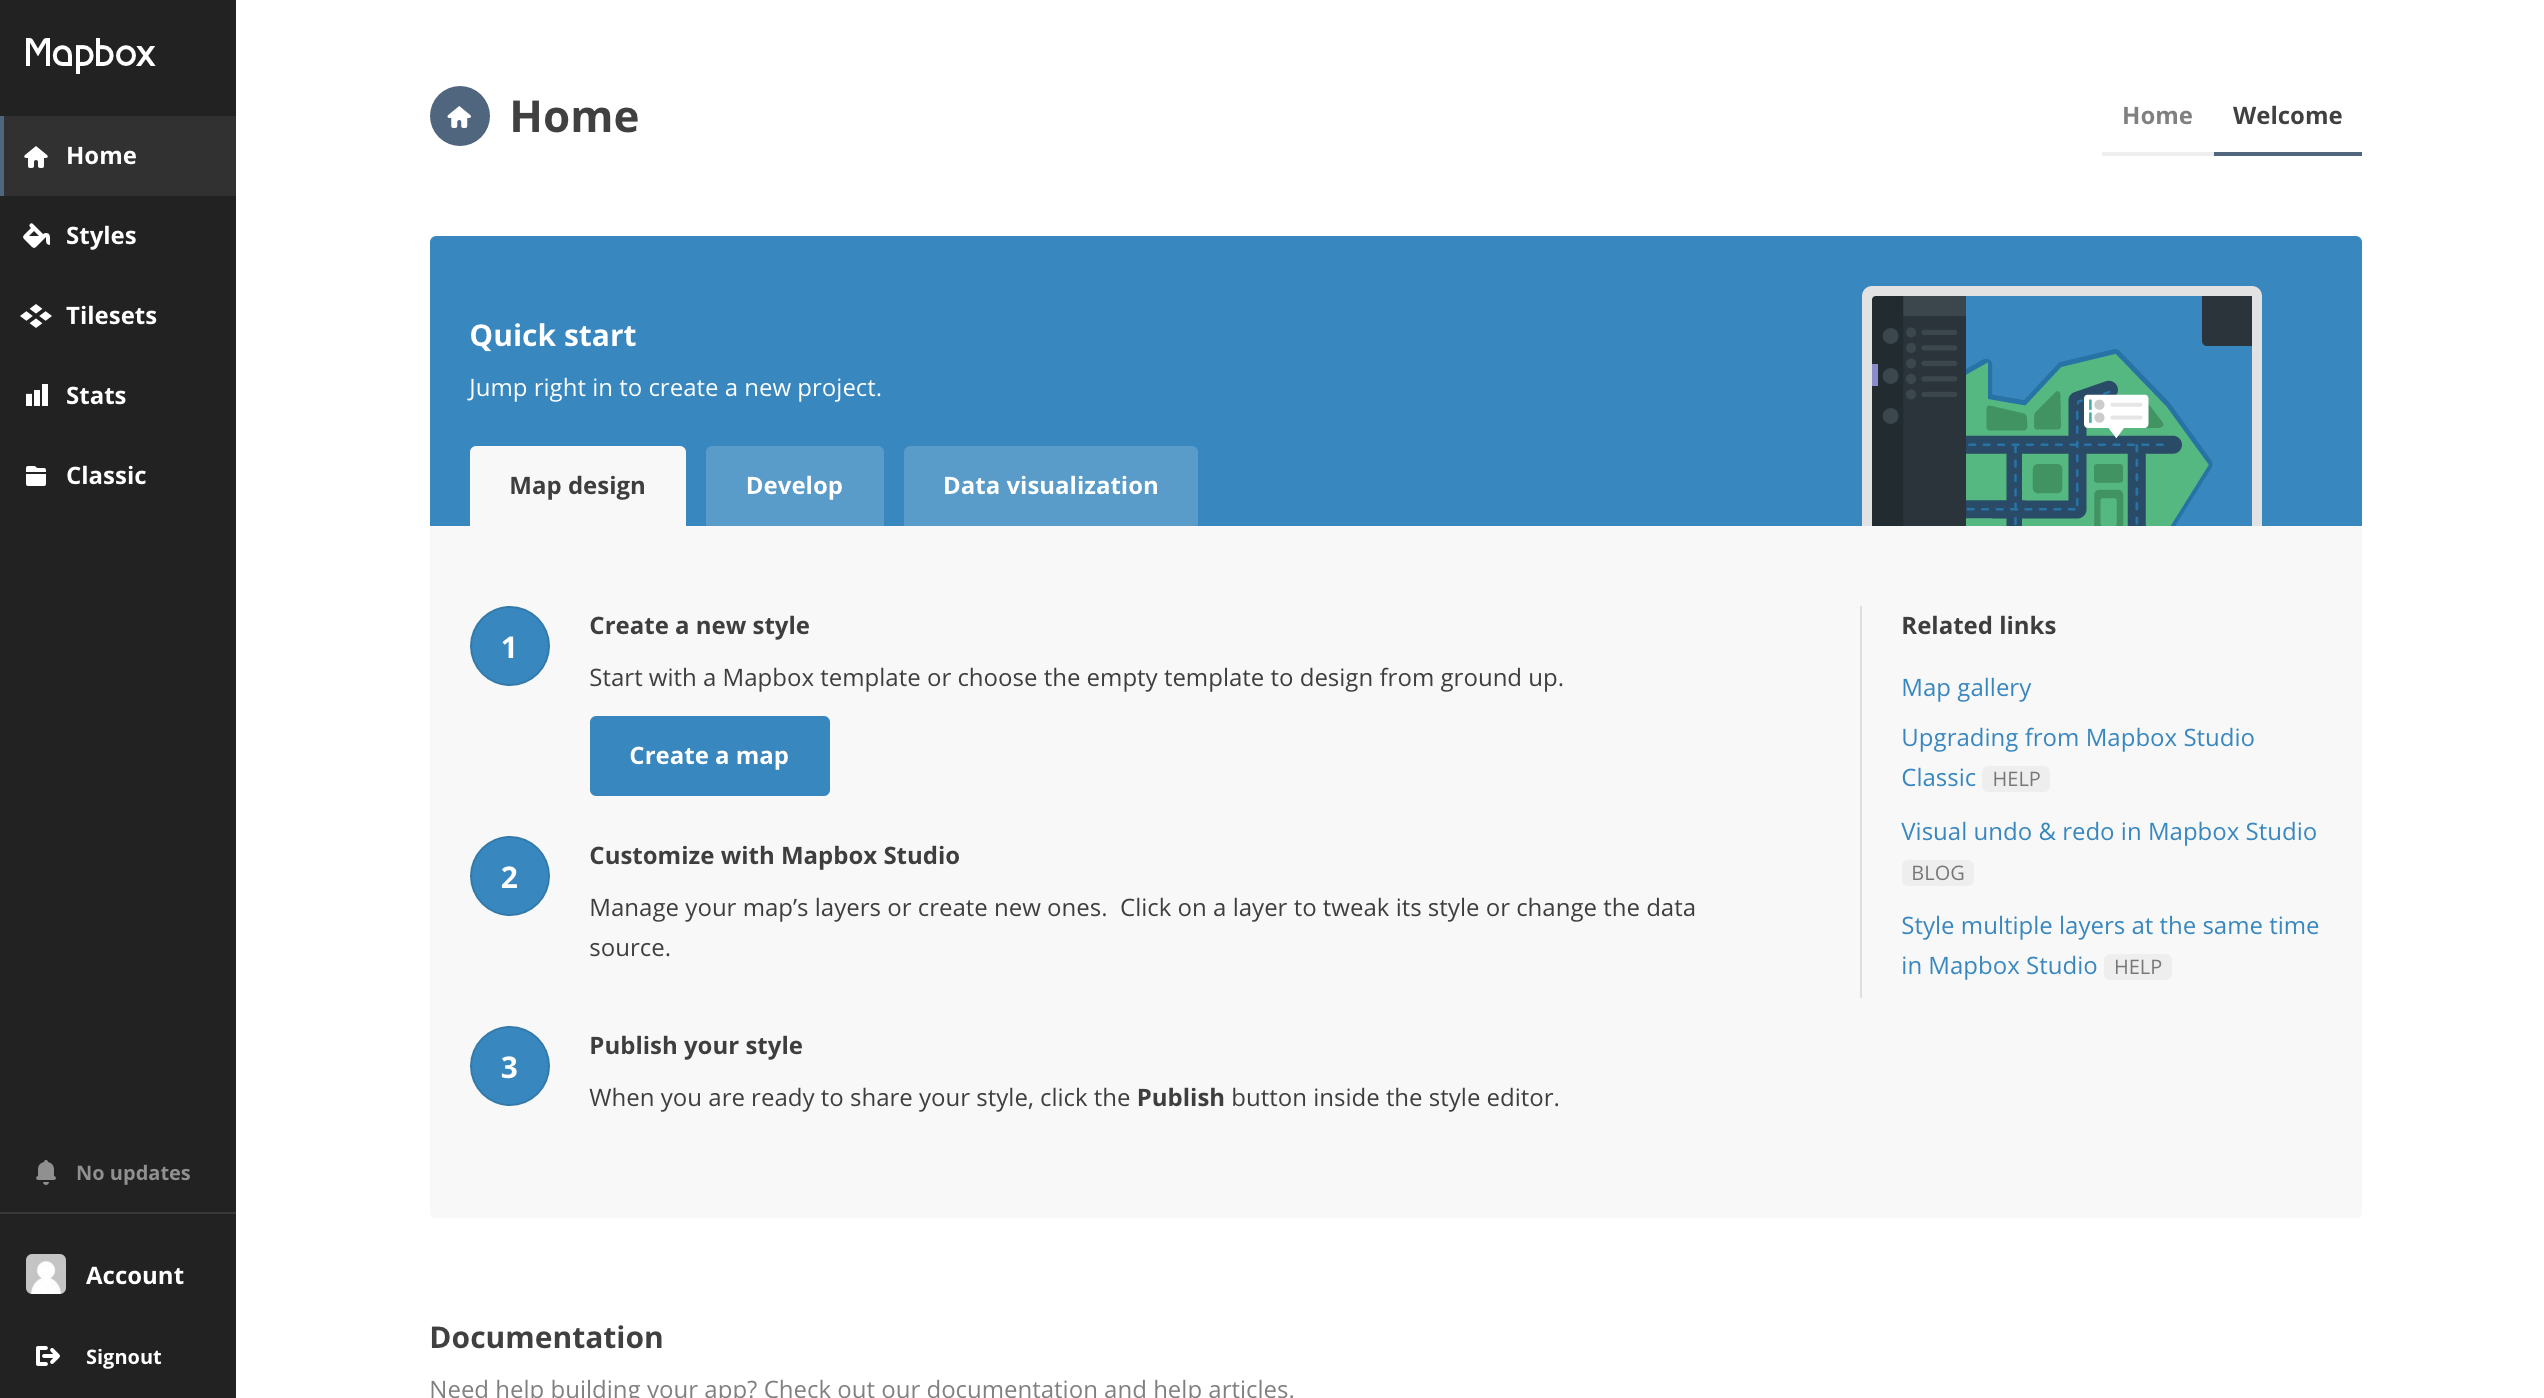 Mapbox
Home
Styles
Tilesets
Stats
Classic
No updates
Account
Signout
Home
Home
Welcome
Quick start
Jump right in to create a new project.
Map design
Develop
Data visualization
1
Create a new style
Start with a Mapbox template or choose the empty template to design from ground up.
Create a map
2
Customize with Mapbox Studio
Manage your map’s layers or create new ones.  Click on a layer to tweak its style or change the data
source.
3
Publish your style
When you are ready to share your style, click the Publish button inside the style editor.
Related links
Map gallery
Upgrading from Mapbox Studio
Classic HELP
Visual undo & redo in Mapbox Studio
BLOG
Style multiple layers at the same time
in Mapbox Studio HELP
Documentation
Need help building your app? Check out our documentation and help articles.